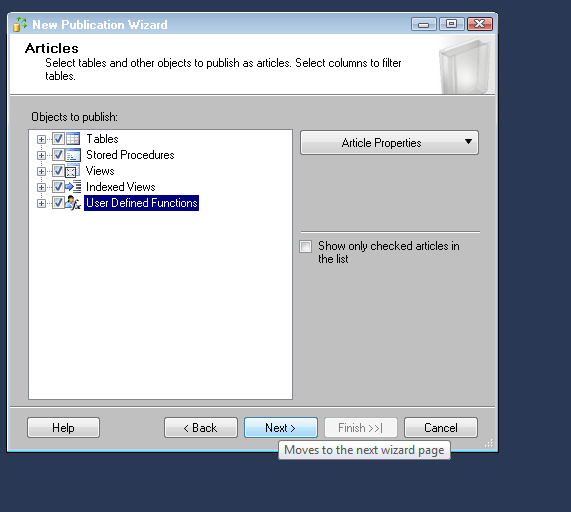 New Publication Wizard
Articles
Select tables and other objects to publish as articles. Select columns to filter
tables.
Objects to publish:
Tables
Stored Procedures
Views
Indexed Views
User Defined Functions
Article Properties
Show only checked articles in
the list
Help
< Back
Next >
Finish >>|
Cancel
Moves to the next wizard page